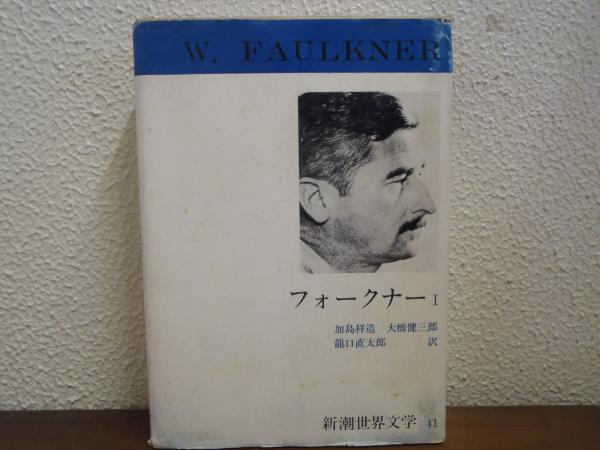 W. FAULKNER
フォークナー I
加島祥造 大橋健三郎
龍口直太郎 訳
新潮世界文学 41